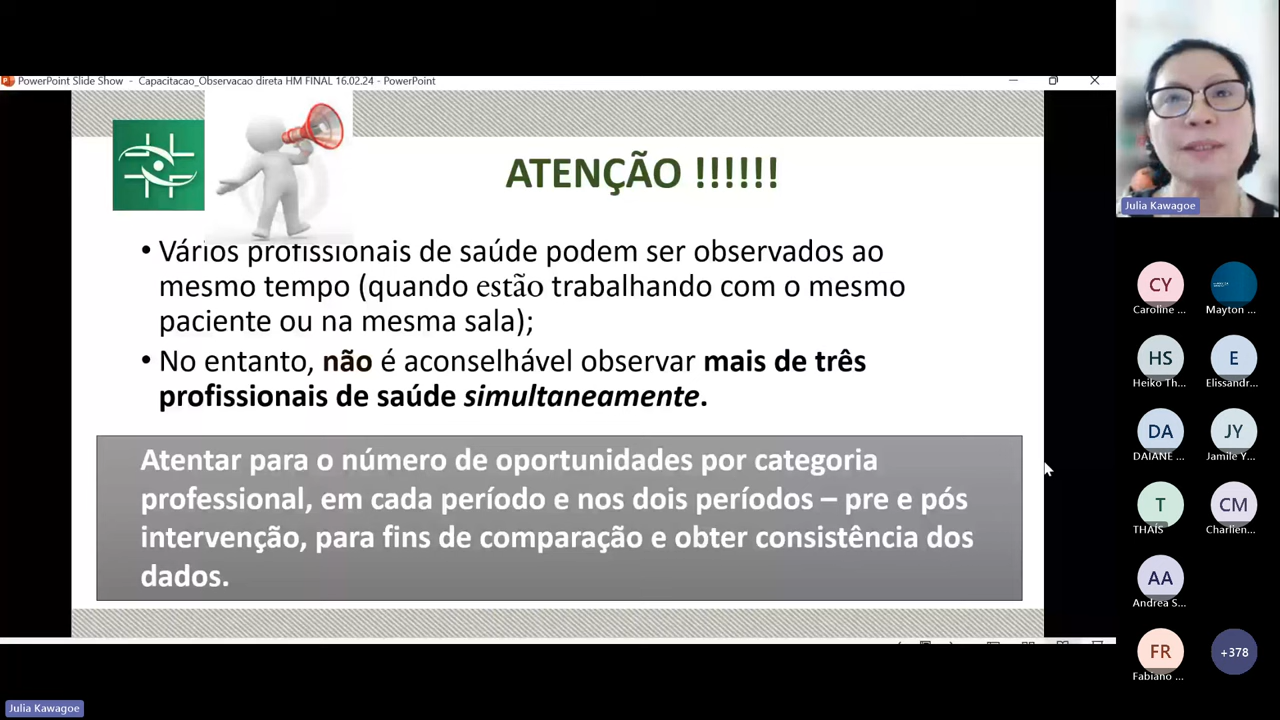 PowerPoint Slide Show - Capacitacao_Observacao direta HM FINAL 16.02.24 - PowerPoint
ATENÇÃO !!!!!!
• Vários profissionais de saúde podem ser observados ao
mesmo tempo (quando estão trabalhando com o mesmo
paciente ou na mesma sala);
• No entanto, não é aconselhável observar mais de três
profissionais de saúde simultaneamente.
Atentar para o número de oportunidades por categoria
professional, em cada período e nos dois períodos – pre e pós
intervenção, para fins de comparação e obter consistência dos
dados.
Julia Kawagoe
CY
Caroline ...
Mayton ...
HS
Heiko Th...
E
Elissandr...
DA
DAIANE ...
JY
Jamile Y...
T
THAÍS
CM
Charlien...
AA
Andrea S...
FR
Fabiano ...
+378
Julia Kawagoe